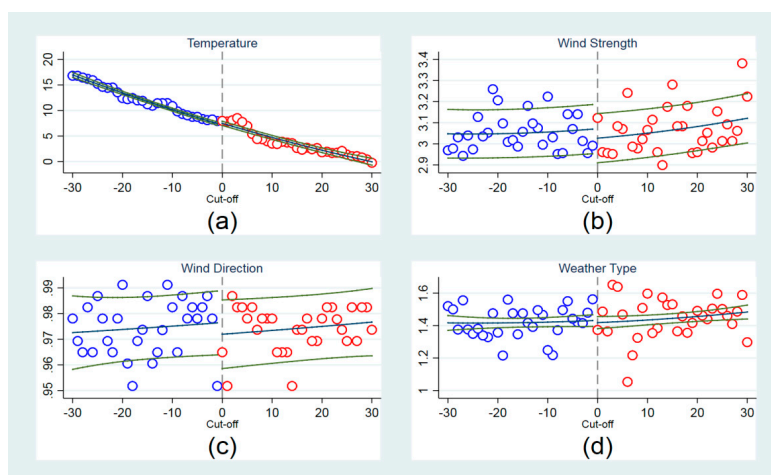 Temperature
20
15
10
5
0
-30 -20 -10 0 10 20 30
Cut-off
(a)
Wind Strength
3.4
3.3
3.2
3.1
3
2.9
-30 -20 -10 0 10 20 30
Cut-off
(b)
Wind Direction
.99
.98
.97
.96
.95
-30 -20 -10 0 10 20 30
Cut-off
(c)
Weather Type
1.6
1.4
1.2
1
-30 -20 -10 0 10 20 30
Cut-off
(d)